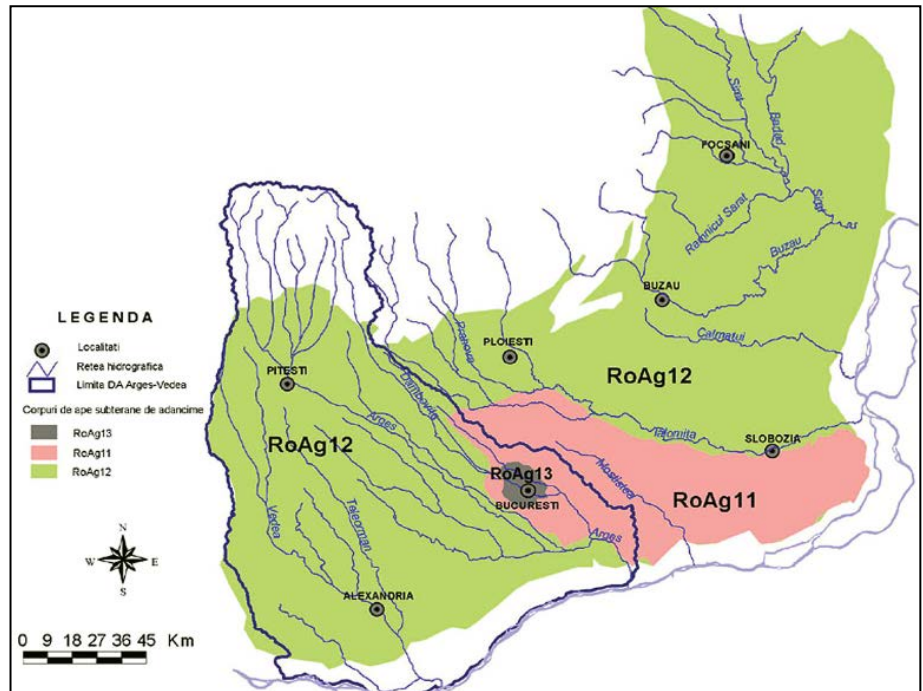 Siret
Barlad
FOCSANI
Ramnicul Sarat
Siret
Buzau
BUZAU
Calmatui
LEGENDA
Localitati
Retea hidrografica
Limita DA Arges-Vedea
Corpuri de ape subterane de adancime
RoAg13
RoAg11
RoAg12
Prahova
PLOIESTI
PITESTI
Dambovita
RoAg12
Arges
Ialomita
SLOBOZIA
RoAg12
RoAg13
BUCURESTI
Mostistea
RoAg11
Arges
Vedea
Teleorman
ALEXANDRIA
N
W E
S
0 9 18 27 36 45 Km